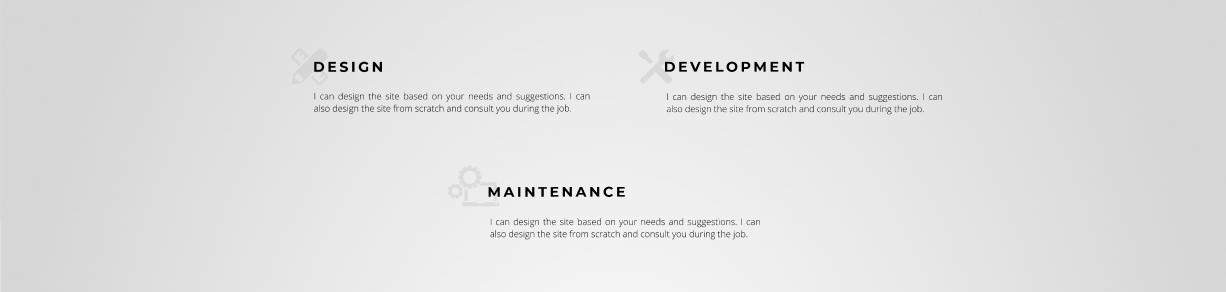 DESIGN
I can design the site based on your needs and suggestions. I can
also design the site from scratch and consult you during the job.
DEVELOPMENT
I can design the site based on your needs and suggestions. I can
also design the site from scratch and consult you during the job.
MAINTENANCE
I can design the site based on your needs and suggestions. I can
also design the site from scratch and consult you during the job.